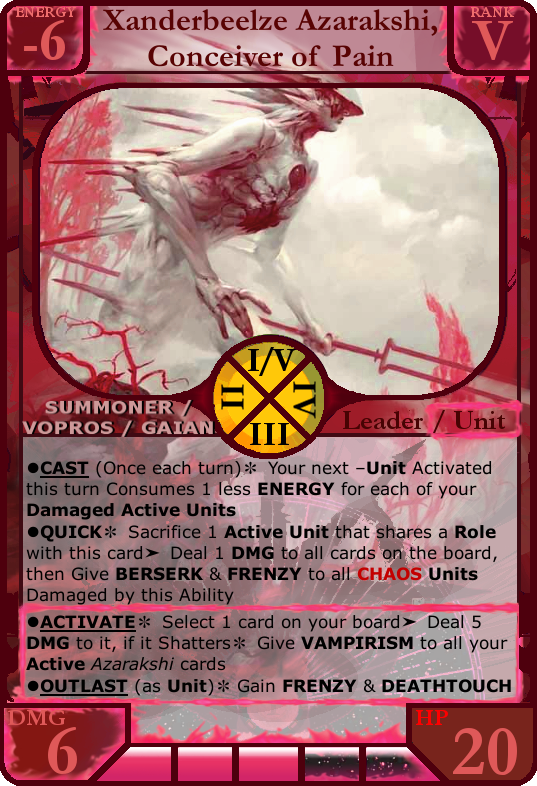 ENERGY
-6
Xanderbeelze Azarakshi,
Conceiver of Pain
RANK
V
I/V
II
IV
III
SUMMONER /
VOPROS / GAIAN
Leader / Unit
●CAST (Once each turn)✻ Your next –Unit Activated
this turn Consumes 1 less ENERGY for each of your
Damaged Active Units
●QUICK✻ Sacrifice 1 Active Unit that shares a Role
with this card➤ Deal 1 DMG to all cards on the board,
then Give BERSERK & FRENZY to all CHAOS Units
Damaged by this Ability
●ACTIVATE✻ Select 1 card on your board➤ Deal 5
DMG to it, if it Shatters✻ Give VAMPIRISM to all your
Active Azarakshi cards
●OUTLAST (as Unit)✻ Gain FRENZY & DEATHTOUCH
DMG
6
HP
20